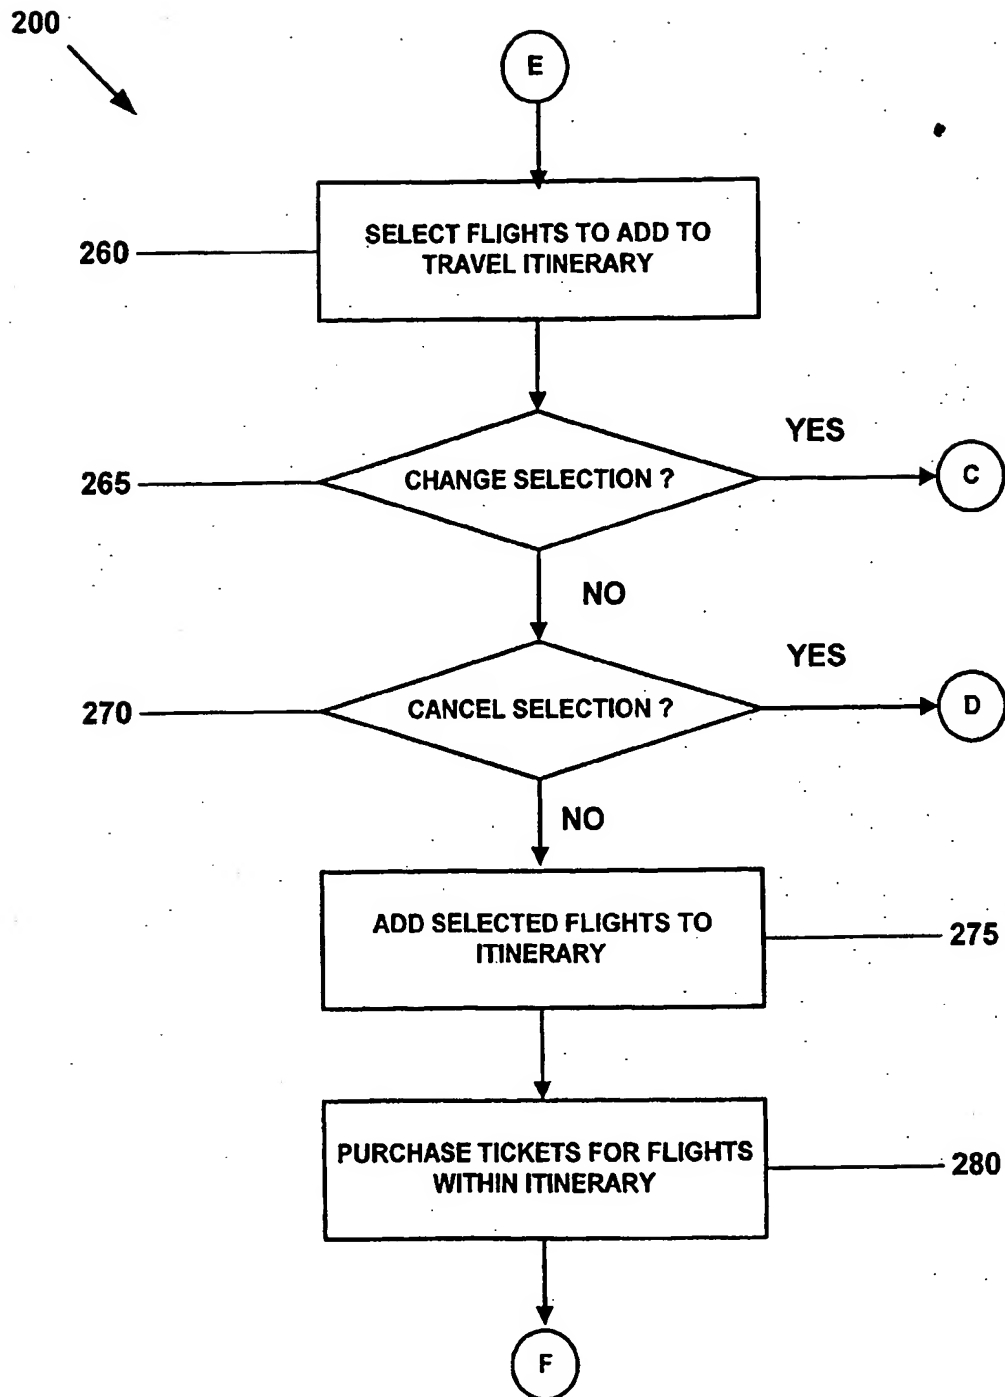 200
E
260
SELECT FLIGHTS TO ADD TO
TRAVEL ITINERARY
YES
265
CHANGE SELECTION ?
C
NO
YES
270
CANCEL SELECTION ?
D
NO
ADD SELECTED FLIGHTS TO
ITINERARY
275
PURCHASE TICKETS FOR FLIGHTS
WITHIN ITINERARY
280
F